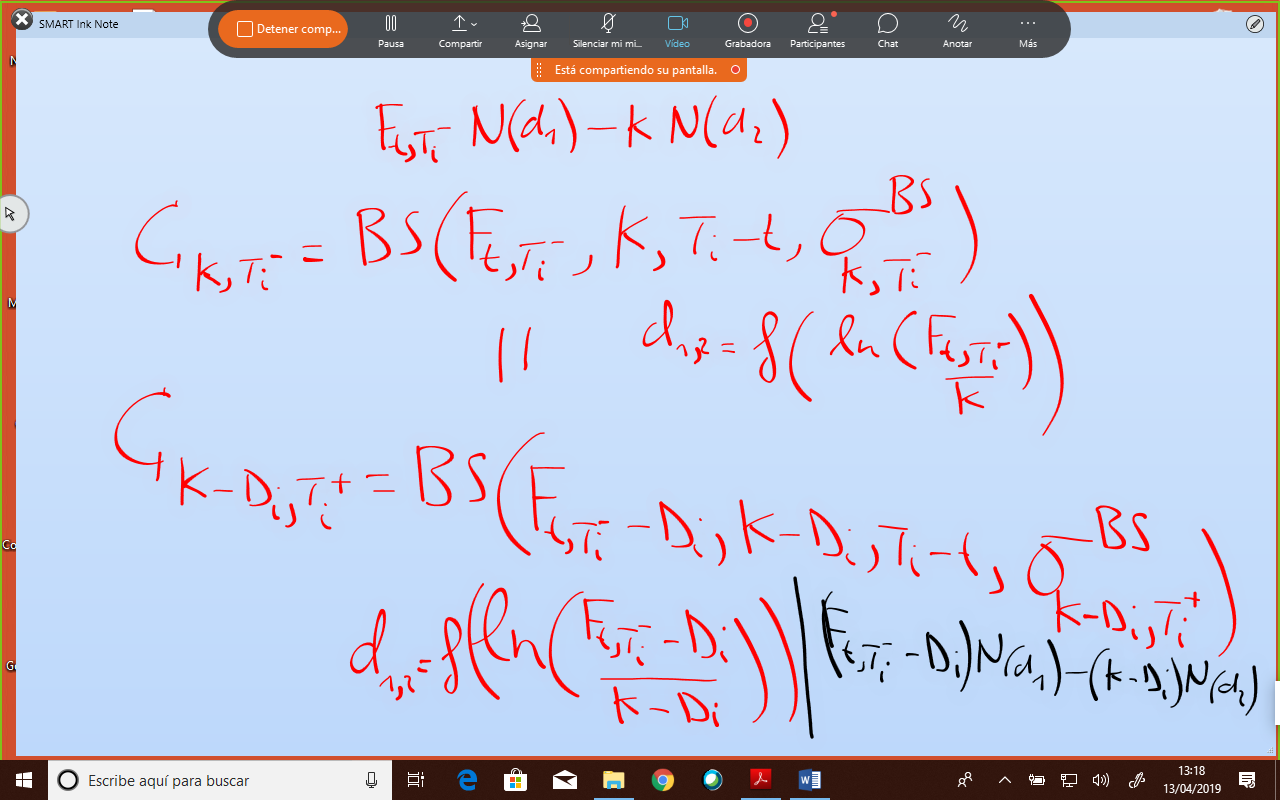 SMART Ink Note
Detener comp...
Pausa
Compartir
Asignar
Silenciar mi mi...
Vídeo
Grabadora
Participantes
Chat
Anotar
Más
Está compartiendo su pantalla.
F_{t,T_i^-} N(d_1) - K N(d_2)
C_{K,T_i^-} = BS(F_{t,T_i^-}, K, T_i - t, σ^{BS}_{K,T_i^-})
||
d_{1,2} = f(ln(F_{t,T_i^-}/K))
C_{K-D_i,T_i^+} = BS(F_{t,T_i^-} - D_i, K - D_i, T_i - t, σ^{BS}_{K-D_i,T_i^+})
d_{1,2} = f(ln((F_{t,T_i^-} - D_i)/(K - D_i))) | (F_{t,T_i^-} - D_i) N(d_1) - (K - D_i) N(d_2)
Escribe aquí para buscar
13:18
13/04/2019